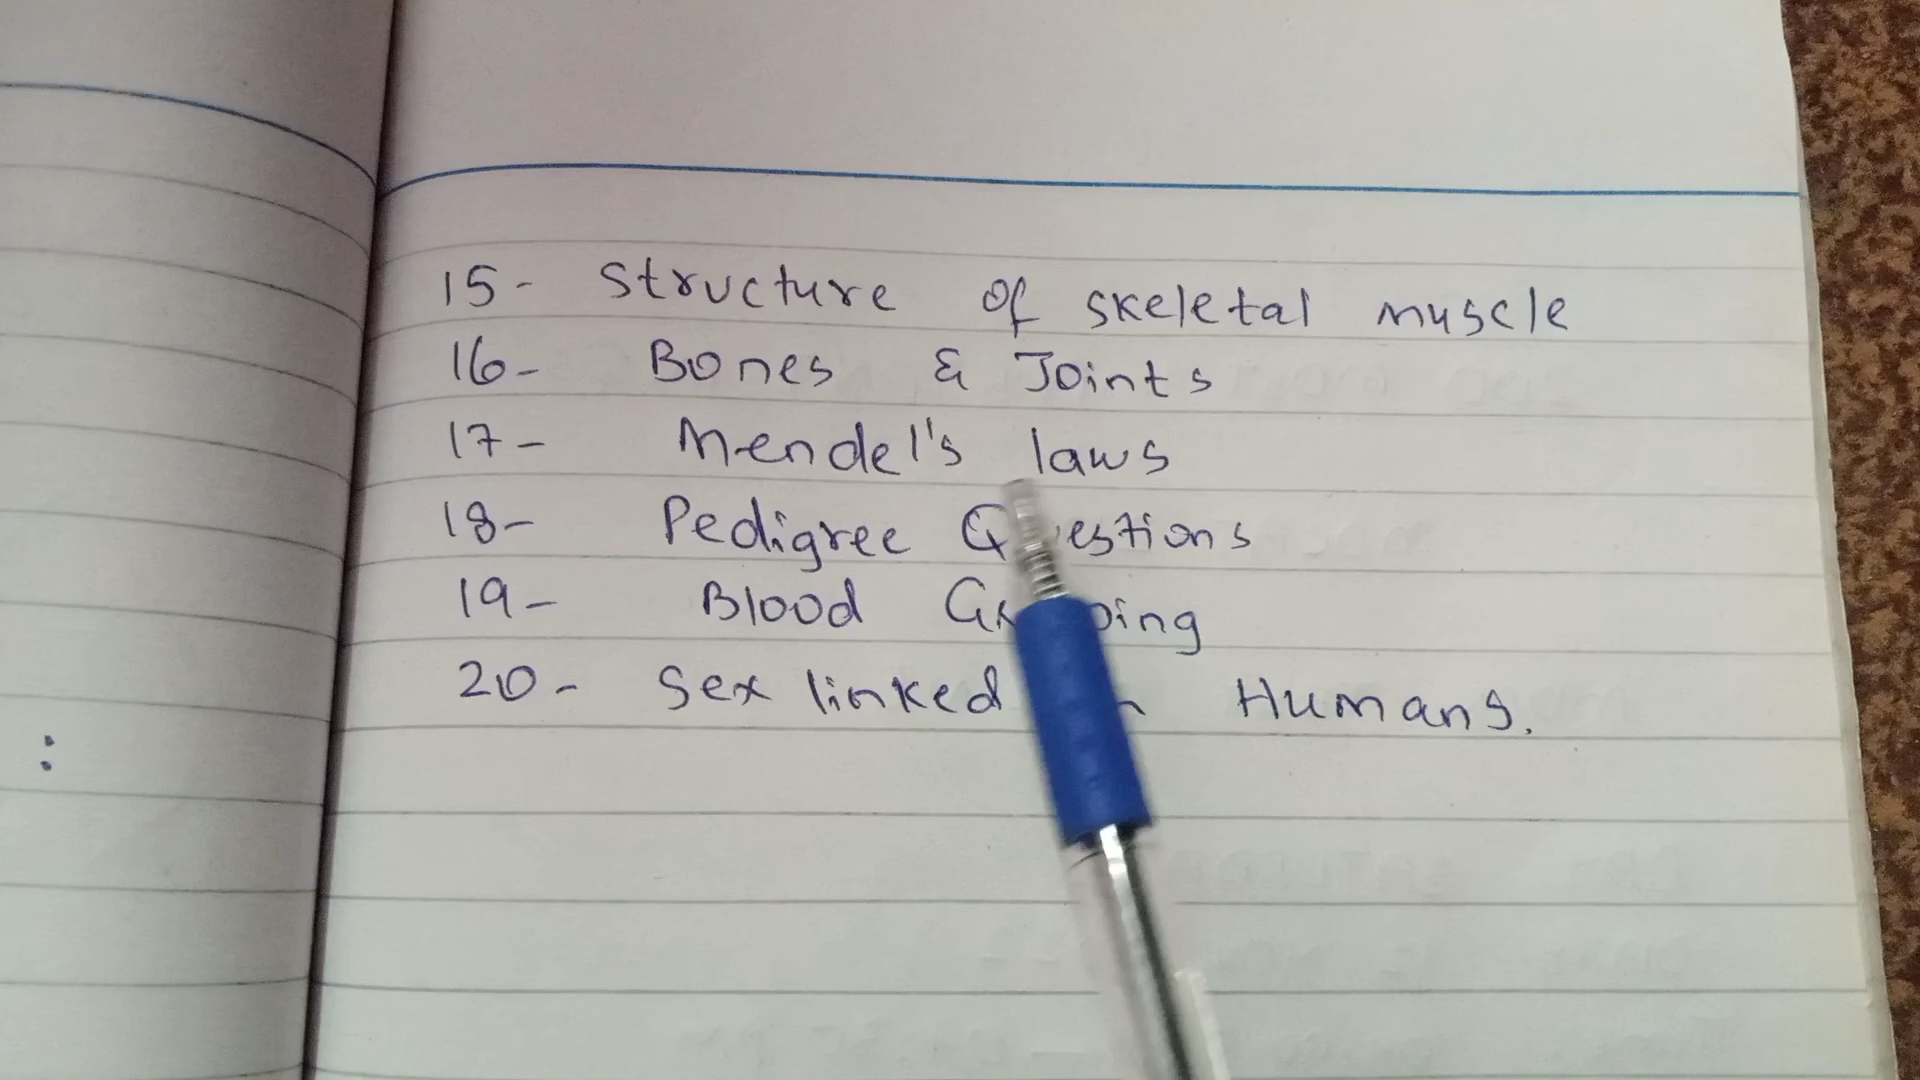 15- Structure of skeletal muscle
16- Bones & Joints
17- Mendel's laws
18- Pedigree Questions
19- Blood
20- Sex linked Humans.
: